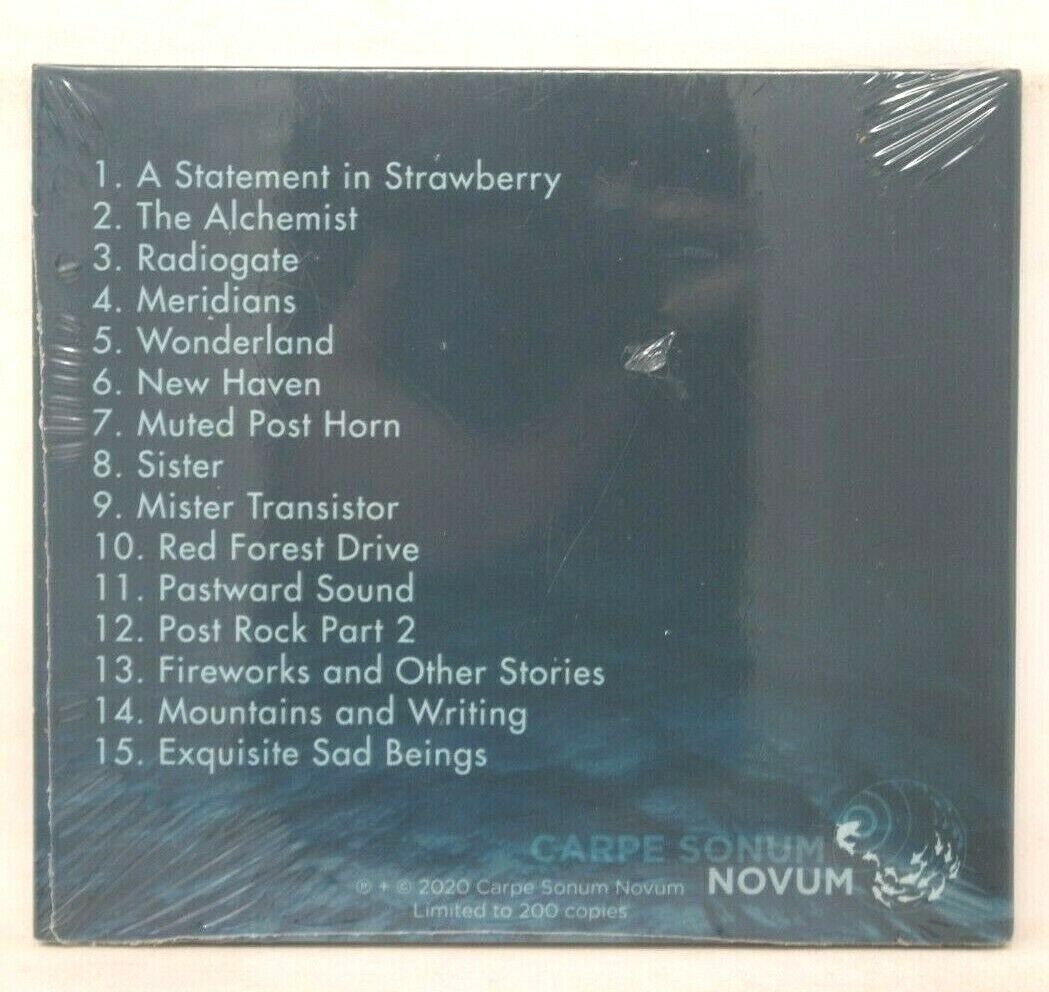 1. A Statement in Strawberry
2. The Alchemist
3. Radiogate
4. Meridians
5. Wonderland
6. New Haven
7. Muted Post Horn
8. Sister
9. Mister Transistor
10. Red Forest Drive
11. Pastward Sound
12. Post Rock Part 2
13. Fireworks and Other Stories
14. Mountains and Writing
15. Exquisite Sad Beings
CARPE SONUM
NOVUM
℗ + © 2020 Carpe Sonum Novum
Limited to 200 copies